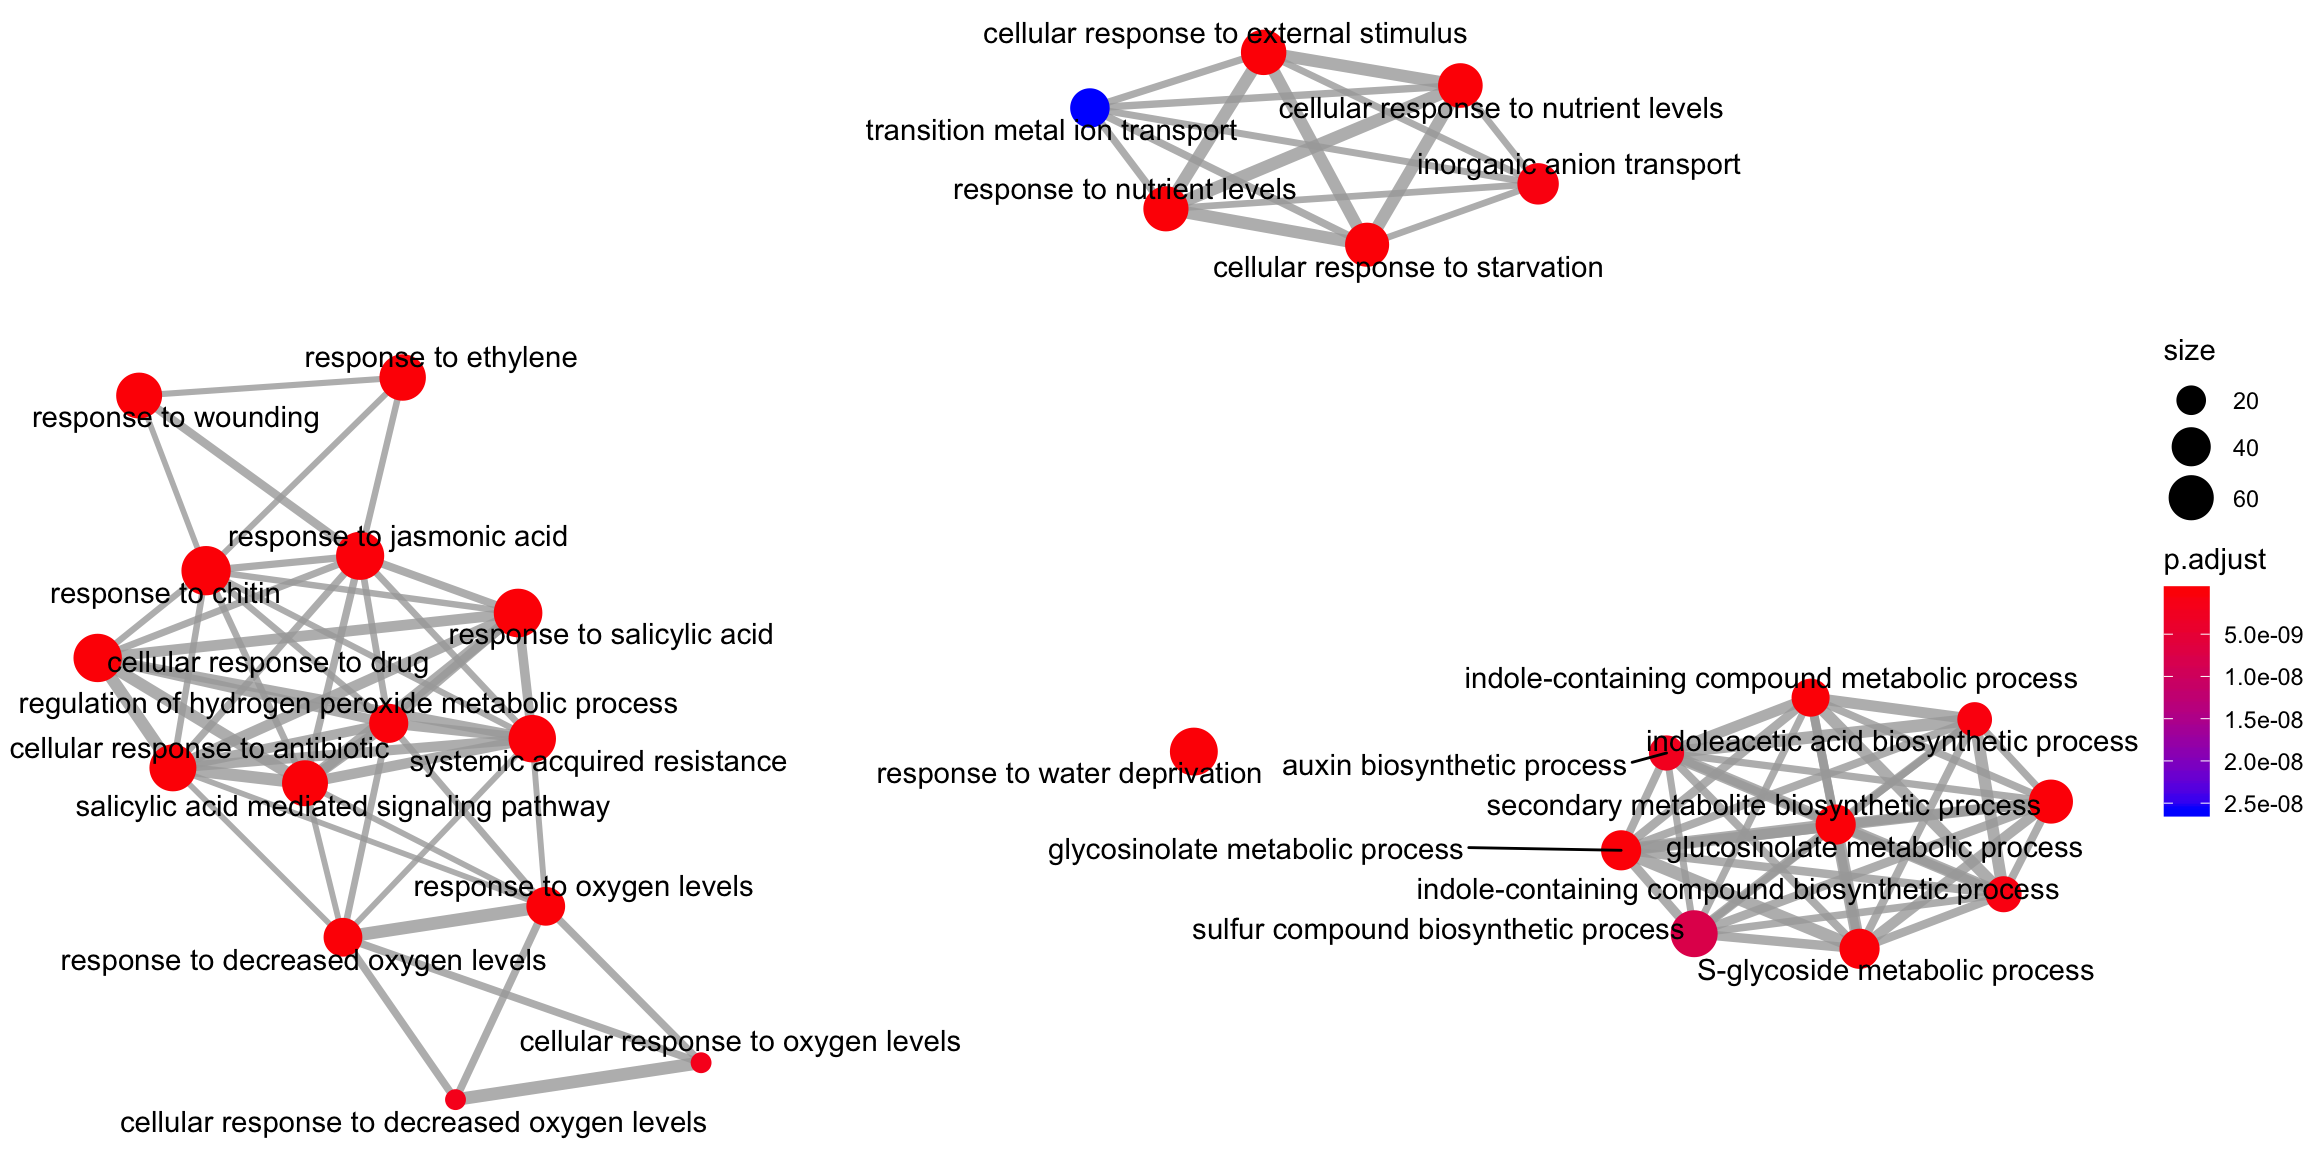 cellular response to external stimulus
cellular response to nutrient levels
transition metal ion transport
inorganic anion transport
response to nutrient levels
cellular response to starvation
response to ethylene
response to wounding
response to jasmonic acid
response to chitin
response to salicylic acid
cellular response to drug
regulation of hydrogen peroxide metabolic process
cellular response to antibiotic
systemic acquired resistance
salicylic acid mediated signaling pathway
response to oxygen levels
response to decreased oxygen levels
cellular response to oxygen levels
cellular response to decreased oxygen levels
response to water deprivation
indole-containing compound metabolic process
indoleacetic acid biosynthetic process
auxin biosynthetic process
secondary metabolite biosynthetic process
glycosinolate metabolic process
glucosinolate metabolic process
indole-containing compound biosynthetic process
sulfur compound biosynthetic process
S-glycoside metabolic process
size
20
40
60
p.adjust
5.0e-09
1.0e-08
1.5e-08
2.0e-08
2.5e-08